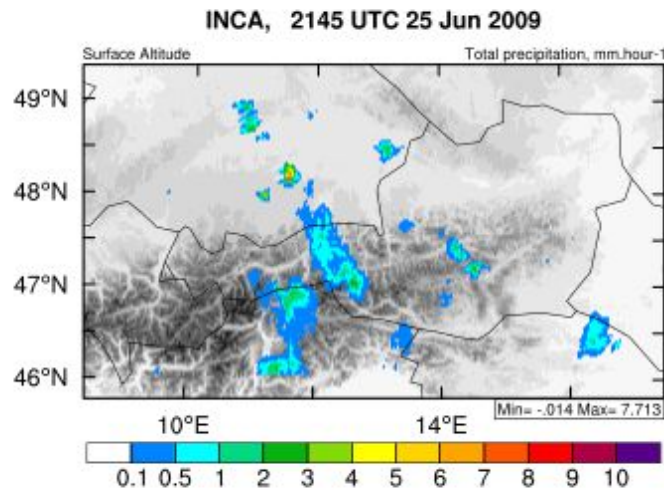 INCA, 2145 UTC 25 Jun 2009
Surface Altitude Total precipitation, mm.hour-1
49°N
48°N
47°N
46°N
10°E 14°E
Min= -.014 Max= 7.713
0.1 0.5 1 2 3 4 5 6 7 8 9 10